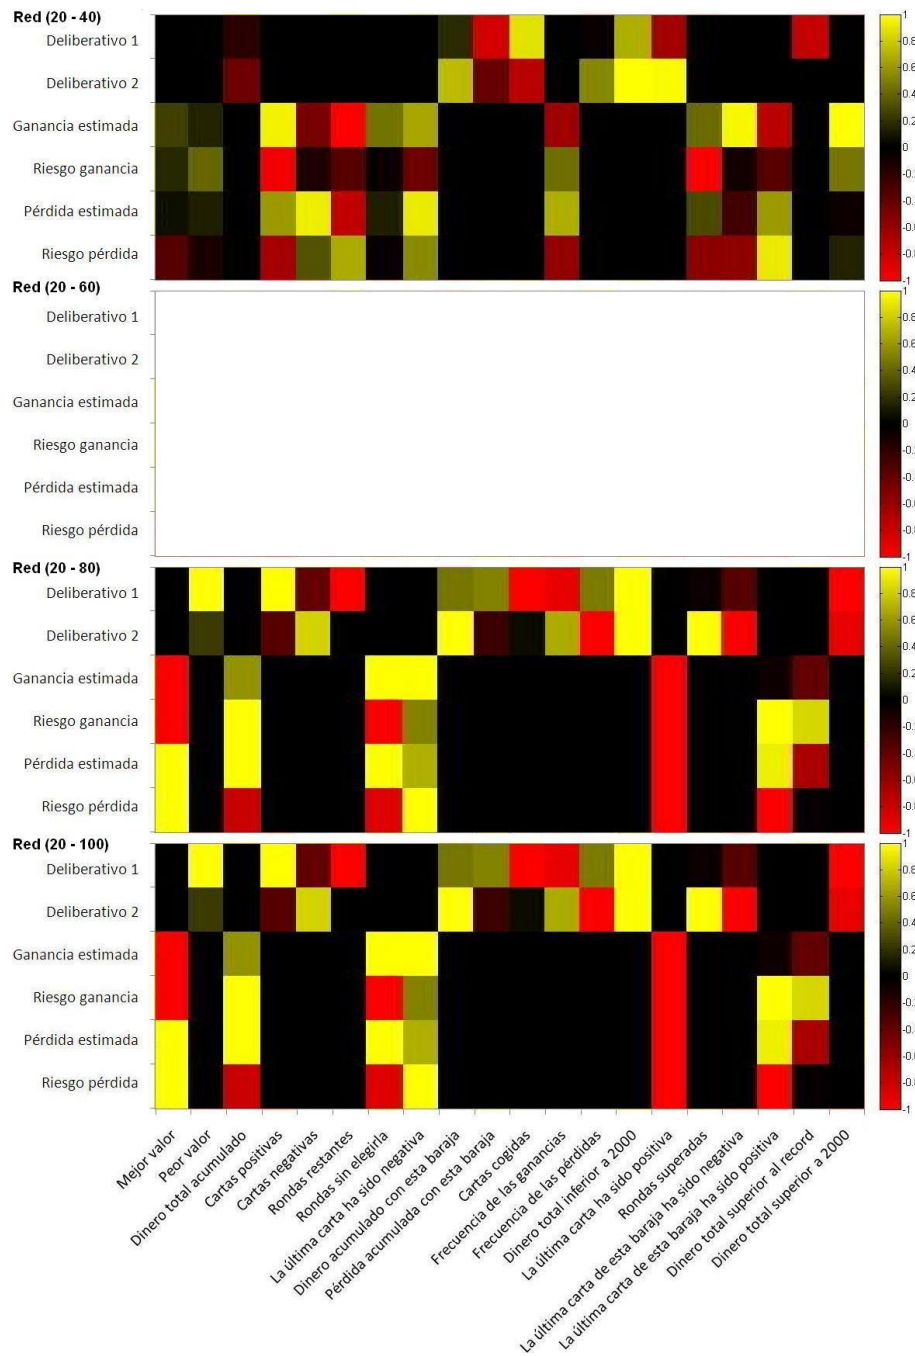 Red (20 - 40)
Deliberativo 1
Deliberativo 2
Ganancia estimada
Riesgo ganancia
Pérdida estimada
Riesgo pérdida
1
0.8
0.6
0.4
0.2
0
-1
Red (20 - 60)
Deliberativo 1
Deliberativo 2
Ganancia estimada
Riesgo ganancia
Pérdida estimada
Riesgo pérdida
1
0.8
0.6
0.4
0.2
0
-1
Red (20 - 80)
Deliberativo 1
Deliberativo 2
Ganancia estimada
Riesgo ganancia
Pérdida estimada
Riesgo pérdida
1
0.8
0.6
0.4
0.2
0
-1
Red (20 - 100)
Deliberativo 1
Deliberativo 2
Ganancia estimada
Riesgo ganancia
Pérdida estimada
Riesgo pérdida
1
0.8
0.6
0.4
0.2
0
-1
Mejor valor
Peor valor
Dinero total acumulado
Cartas positivas
Cartas negativas
Rondas restantes
Rondas sin elegirla
La última carta ha sido negativa
Dinero acumulado con esta baraja
Pérdida acumulada con esta baraja
Cartas cogidas
Frecuencia de las ganancias
Frecuencia de las pérdidas
Dinero total inferior a 2000
La última carta ha sido positiva
Rondas superadas
La última carta de esta baraja ha sido negativa
La última carta de esta baraja ha sido positiva
Dinero total superior al record
Dinero total superior a 2000